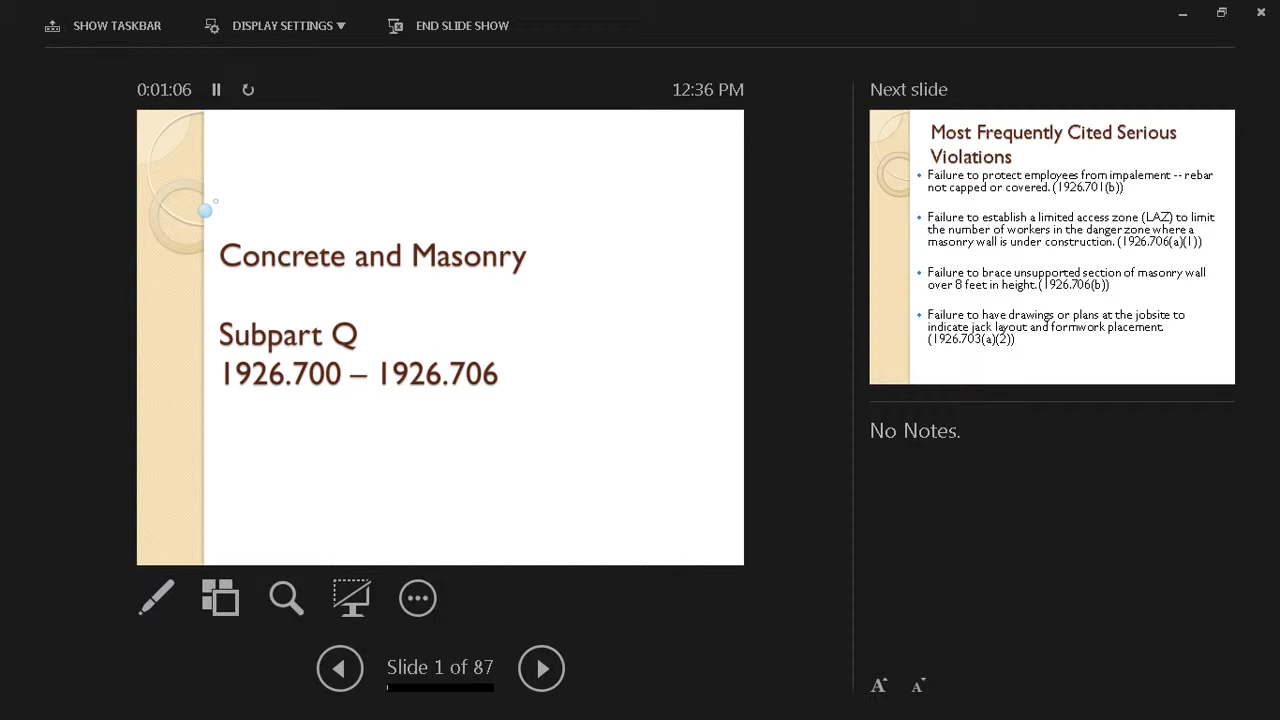 SHOW TASKBAR DISPLAY SETTINGS END SLIDE SHOW
0:01:06 12:36 PM
Concrete and Masonry
Subpart Q
1926.700 – 1926.706
Slide 1 of 87
Next slide
Most Frequently Cited Serious
Violations
• Failure to protect employees from impalement -- rebar
not capped or covered. (1926.701(b))
• Failure to establish a limited access zone (LAZ) to limit
the number of workers in the danger zone where a
masonry wall is under construction. (1926.706(a)(1))
• Failure to brace unsupported section of masonry wall
over 8 feet in height. (1926.706(b))
• Failure to have drawings or plans at the jobsite to
indicate jack layout and formwork placement.
(1926.703(a)(2))
No Notes.
A A